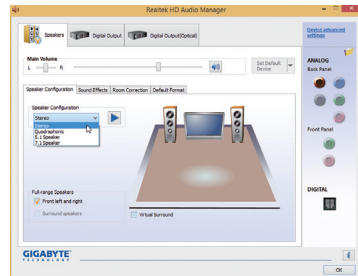 Realtek HD Audio Manager
Speakers
Digital Output
Digital Output(Optical)
Device advanced settings
Main Volume
L
R
Set Default Device
ANALOG
Back Panel
Speaker Configuration
Sound Effects
Room Correction
Default Format
Speaker Configuration
Stereo
Stereo
Quadraphonic
5.1 Speaker
7.1 Speaker
Front Panel
Full-range Speakers
Front left and right
Surround speakers
Virtual Surround
DIGITAL
GIGABYTE
TECHNOLOGY
OK